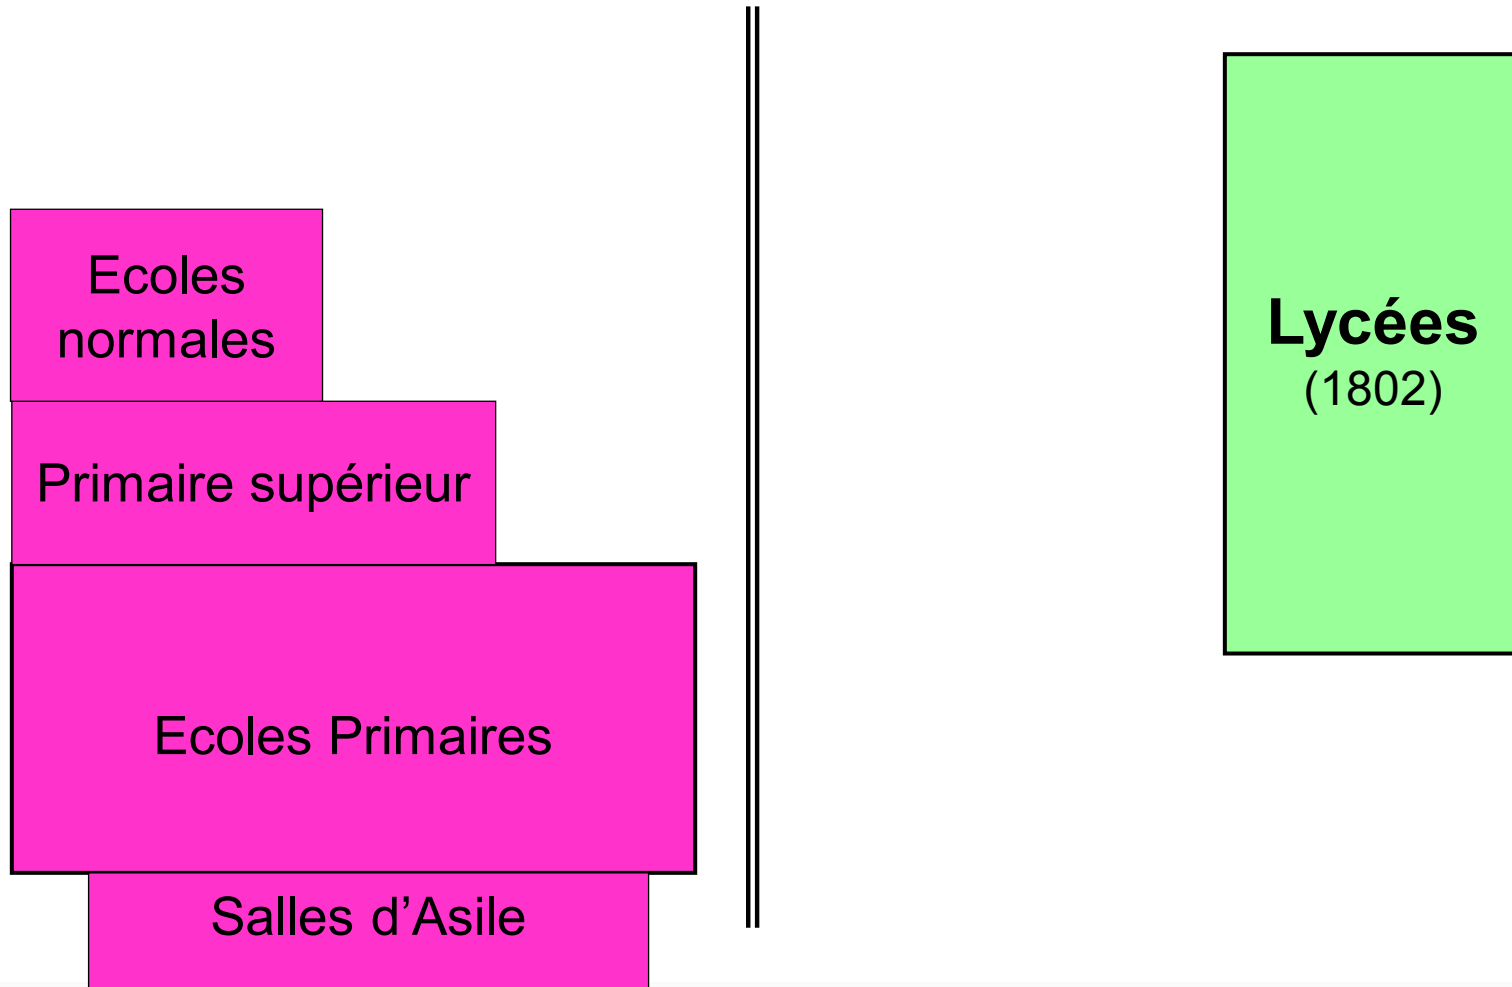 Ecoles
normales
Primaire supérieur
Ecoles Primaires
Salles d’Asile
Lycées
(1802)